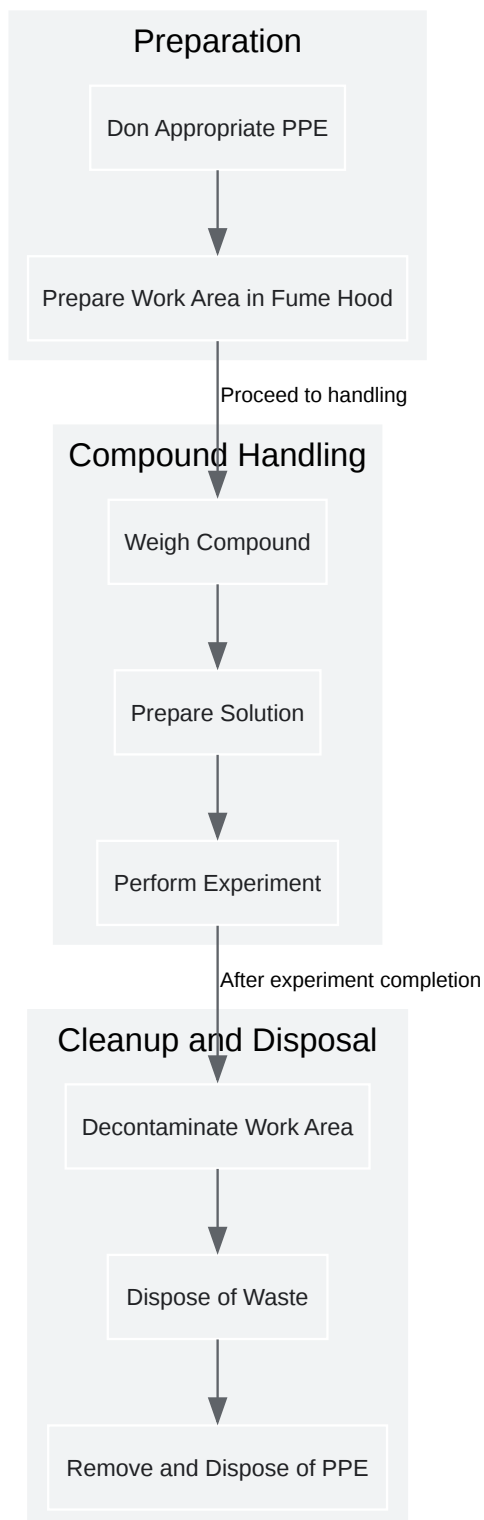 Preparation
Don Appropriate PPE
Prepare Work Area in Fume Hood
Proceed to handling
Compound Handling
Weigh Compound
Prepare Solution
Perform Experiment
After experiment completion
Cleanup and Disposal
Decontaminate Work Area
Dispose of Waste
Remove and Dispose of PPE